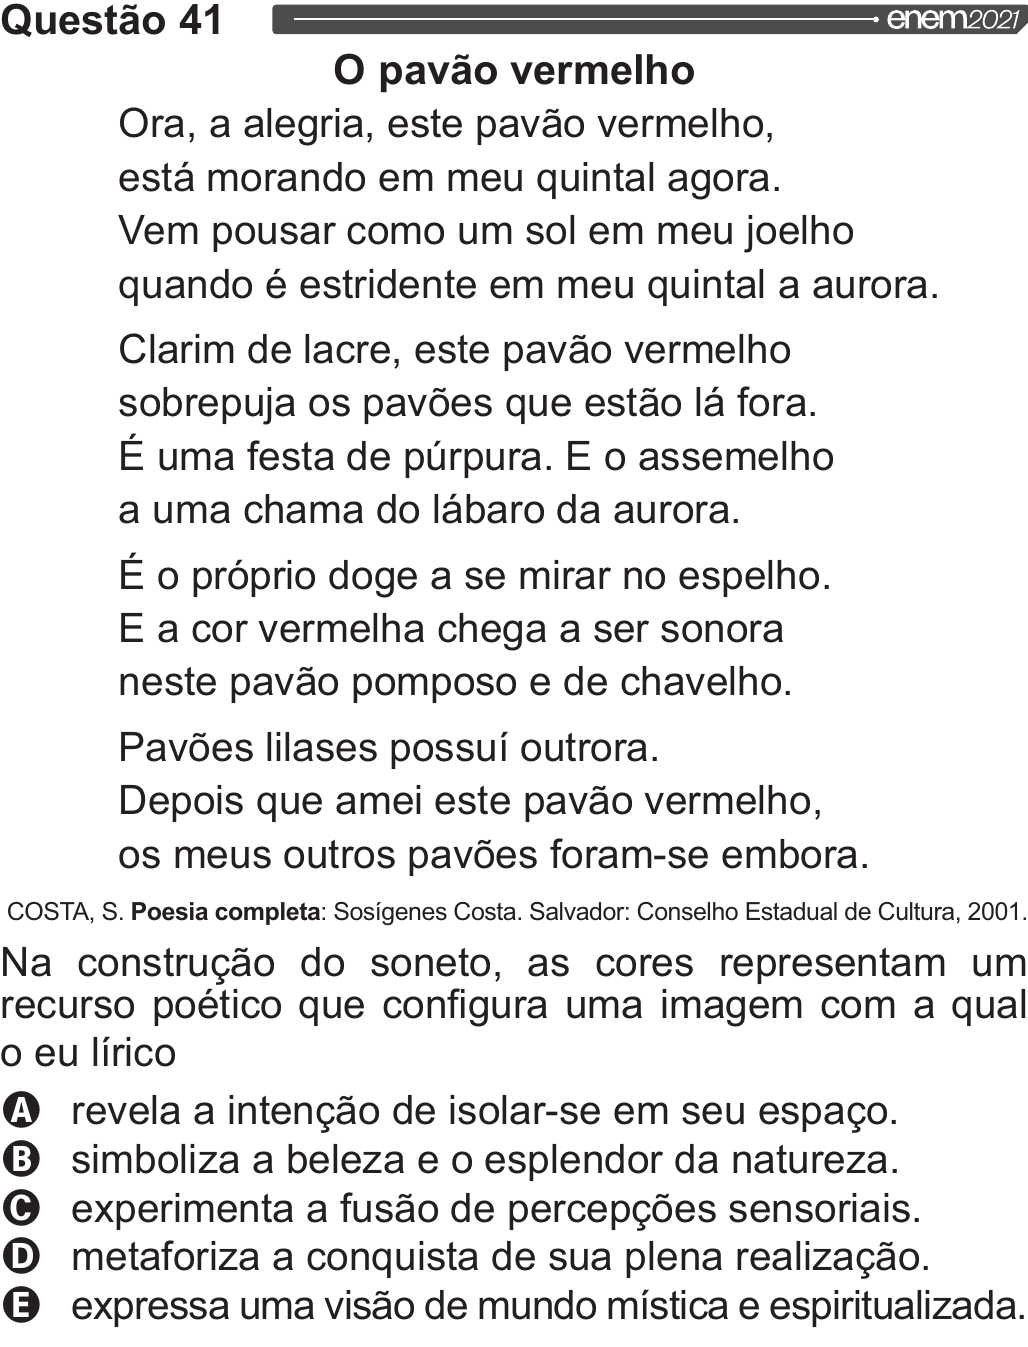 Questão 41
enem2021
O pavão vermelho
Ora, a alegria, este pavão vermelho,
está morando em meu quintal agora.
Vem pousar como um sol em meu joelho
quando é estridente em meu quintal a aurora.
Clarim de lacre, este pavão vermelho
sobrepuja os pavões que estão lá fora.
É uma festa de púrpura. E o assemelho
a uma chama do lábaro da aurora.
É o próprio doge a se mirar no espelho.
E a cor vermelha chega a ser sonora
neste pavão pomposo e de chavelho.
Pavões lilases possuí outrora.
Depois que amei este pavão vermelho,
os meus outros pavões foram-se embora.
COSTA, S. Poesia completa: Sosígenes Costa. Salvador: Conselho Estadual de Cultura, 2001.
Na construção do soneto, as cores representam um
recurso poético que configura uma imagem com a qual
o eu lírico
A revela a intenção de isolar-se em seu espaço.
B simboliza a beleza e o esplendor da natureza.
C experimenta a fusão de percepções sensoriais.
D metaforiza a conquista de sua plena realização.
E expressa uma visão de mundo mística e espiritualizada.